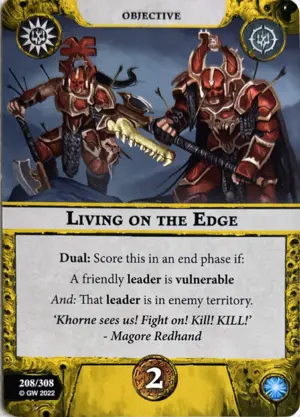 OBJECTIVE
LIVING ON THE EDGE
Dual: Score this in an end phase if:
A friendly leader is vulnerable
And: That leader is in enemy territory.
‘Khorne sees us! Fight on! Kill! KILL!’
- Magore Redhand
208/308
© GW 2022
2